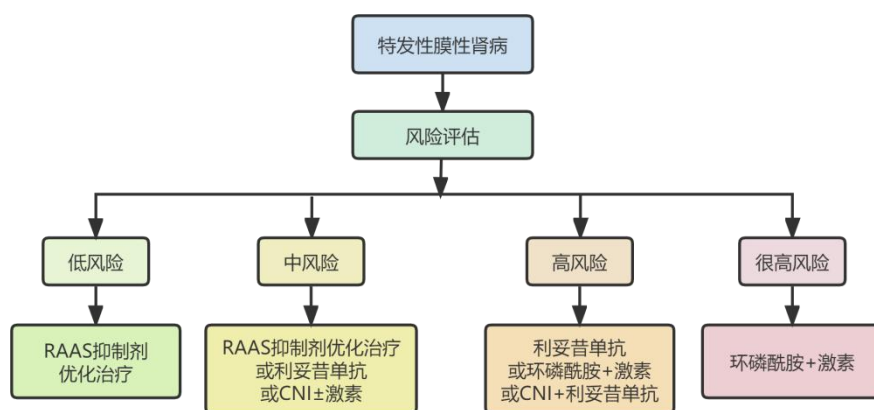 特发性膜性肾病
风险评估
低风险
中风险
高风险
很高风险
RAAS抑制剂
优化治疗
RAAS抑制剂优化治疗
或利妥昔单抗
或CNI±激素
利妥昔单抗
或环磷酰胺+激素
或CNI+利妥昔单抗
环磷酰胺+激素